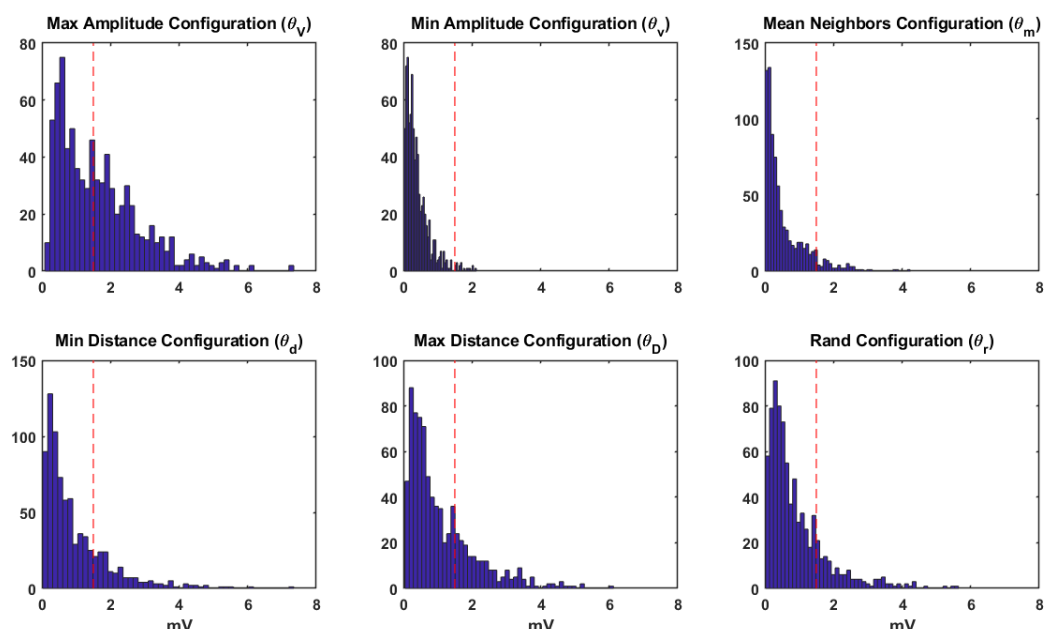 Max Amplitude Configuration (θV)
80
60
40
20
0
0 2 4 6 8
Min Amplitude Configuration (θv)
80
60
40
20
0
0 2 4 6 8
Mean Neighbors Configuration (θm)
150
100
50
0
0 2 4 6 8
Min Distance Configuration (θd)
150
100
50
0
0 2 4 6 8
mV
Max Distance Configuration (θD)
100
80
60
40
20
0
0 2 4 6 8
mV
Rand Configuration (θr)
100
80
60
40
20
0
0 2 4 6 8
mV